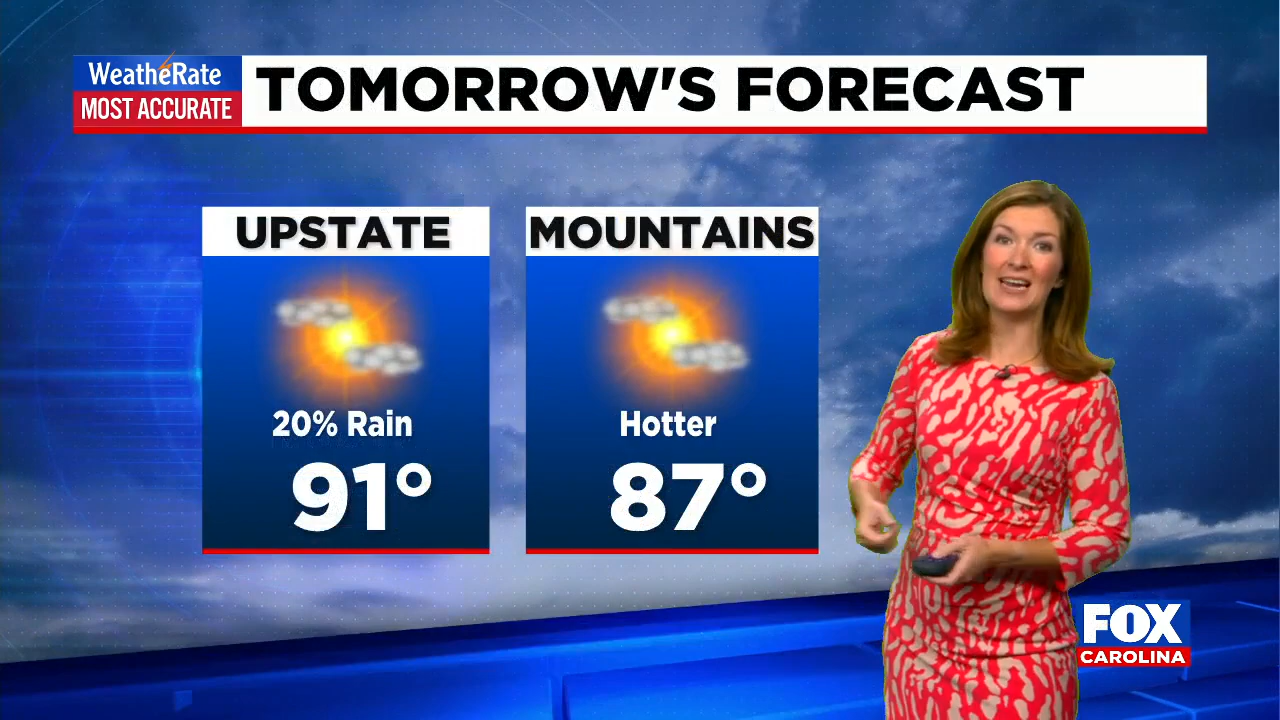 WeatheRate
MOST ACCURATE
TOMORROW'S FORECAST
UPSTATE
20% Rain
91°
MOUNTAINS
Hotter
87°
FOX
CAROLINA